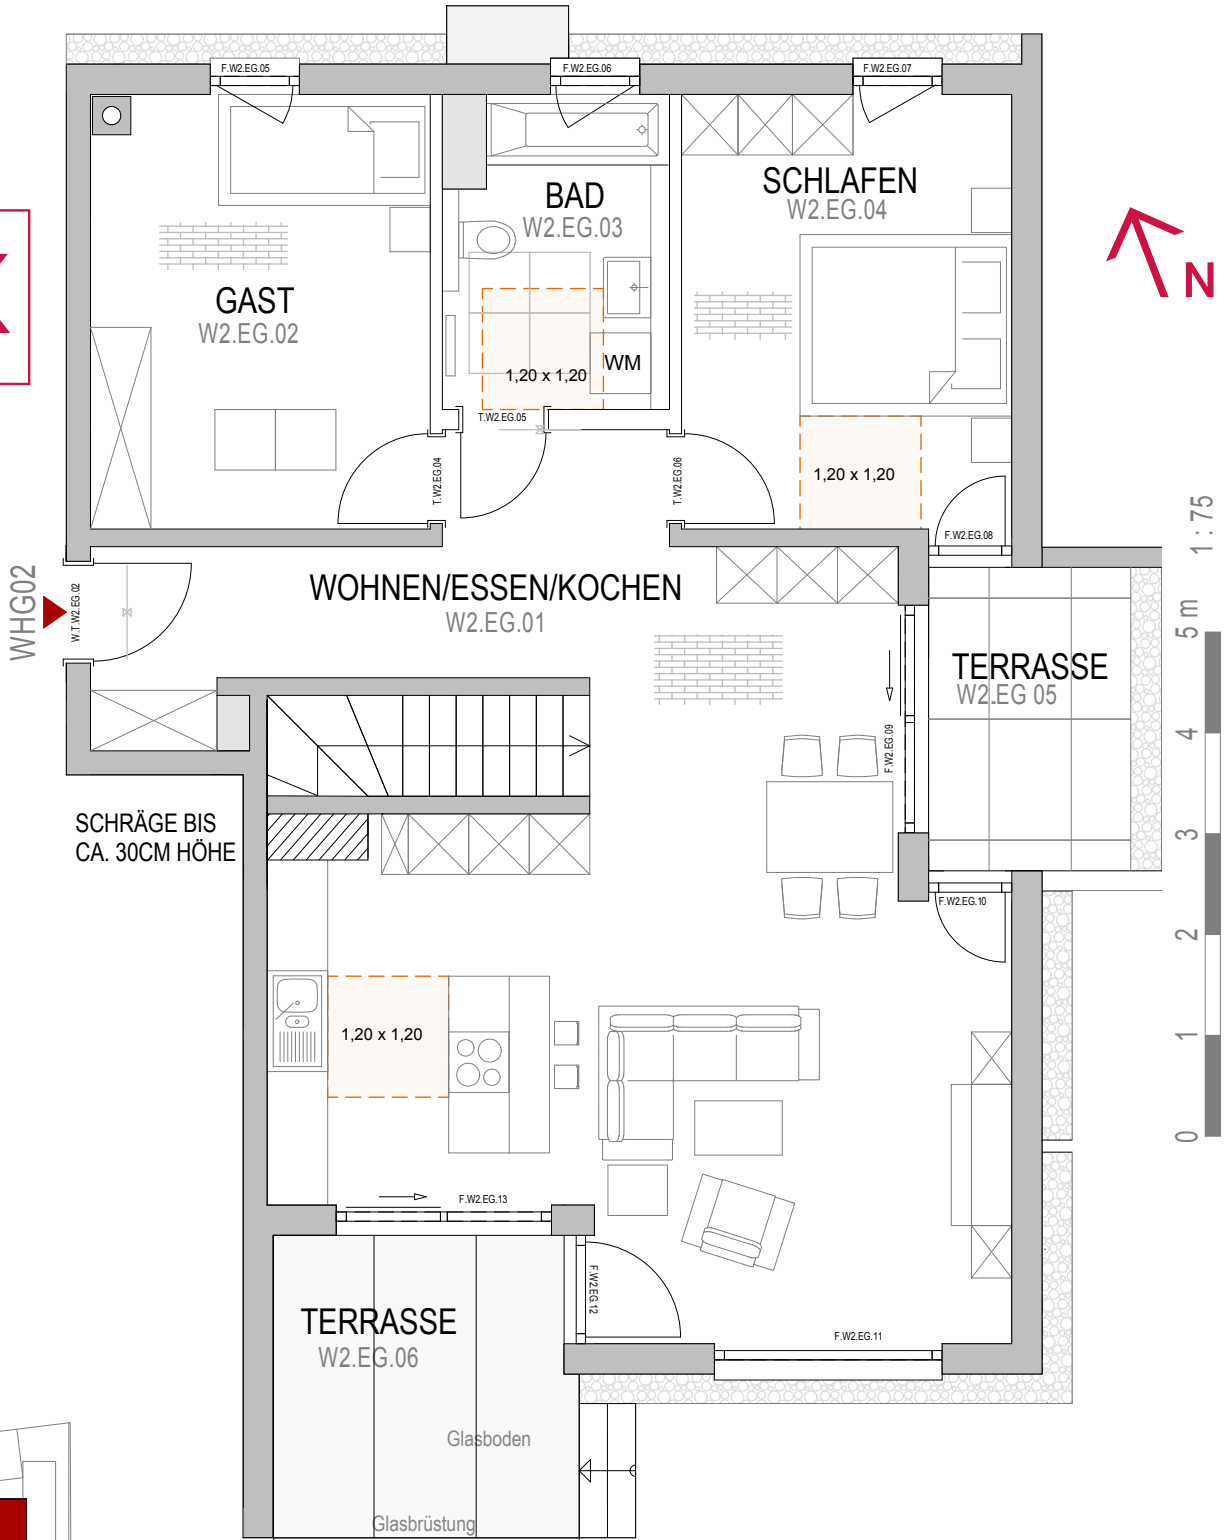 F.W2.EG.05
F.W2.EG.06
F.W2.EG.07
BAD
W2.EG.03
SCHLAFEN
W2.EG.04
N
GAST
W2.EG.02
1,20 x 1,20
WM
T.W2.EG.05
T.W2.EG.04
T.W2.EG.06
1,20 x 1,20
F.W2.EG.08
1 : 75
WHG02
W.T.W2.EG.02
WOHNEN/ESSEN/KOCHEN
W2.EG.01
TERRASSE
W2.EG 05
F.W2.EG.09
5 m
4
3
2
1
0
SCHRÄGE BIS
CA. 30CM HÖHE
F.W2.EG.10
1,20 x 1,20
F.W2.EG.13
F.W2.EG.12
F.W2.EG.11
TERRASSE
W2.EG.06
Glasboden
Glasbrüstung